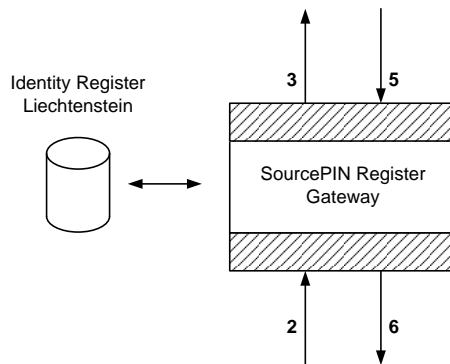 3
5
Identity Register
Liechtenstein
SourcePIN Register
Gateway
2
6